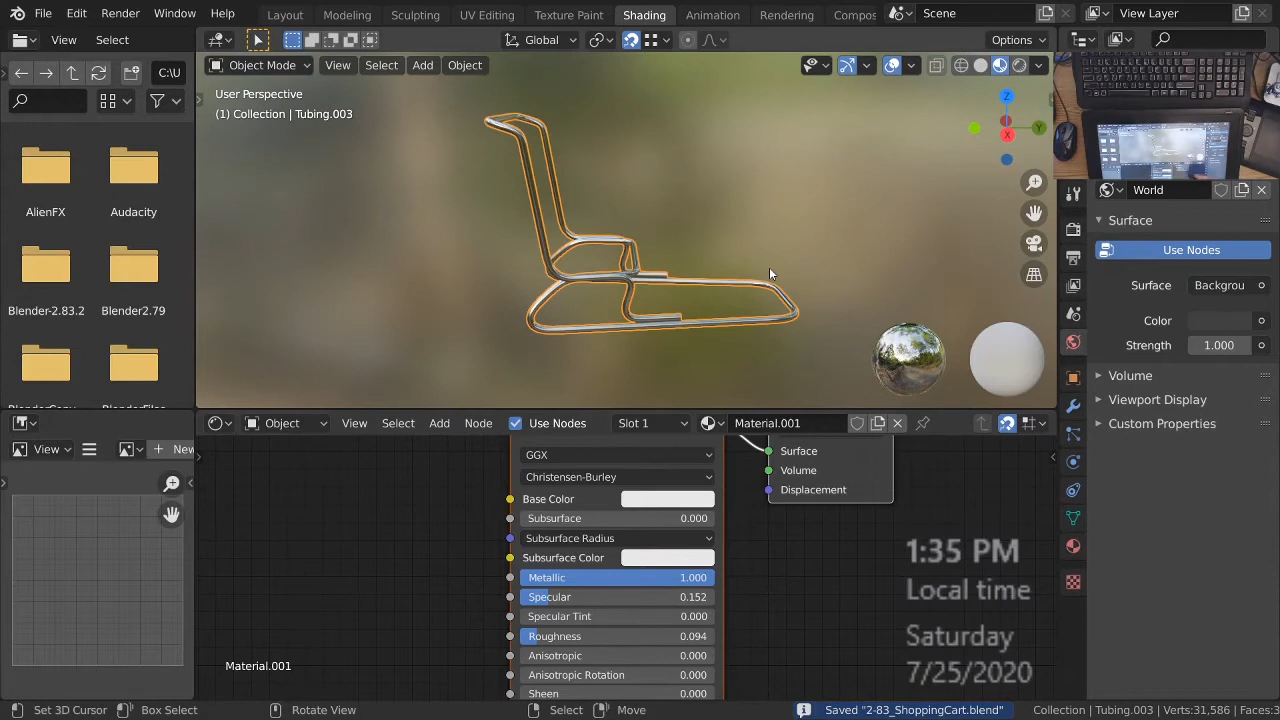 File Edit Render Window Help Layout Modeling Sculpting UV Editing Texture Paint Shading Animation Rendering Compos Scene View Layer
View Select Global Options
C:\U Object Mode View Select Add Object
User Perspective
(1) Collection | Tubing.003
Z
Y
X
World
Surface
Use Nodes
Surface Backgrou
Color
Strength 1.000
Volume
Viewport Display
Custom Properties
AlienFX Audacity
Blender-2.83.2 Blender2.79
BlenderCopy BlenderFiles
View New
Object View Select Add Node Use Nodes Slot 1 Material.001
GGX
Christensen-Burley
Base Color
Subsurface 0.000
Subsurface Radius
Subsurface Color
Metallic 1.000
Specular 0.152
Specular Tint 0.000
Roughness 0.094
Anisotropic 0.000
Anisotropic Rotation 0.000
Sheen 0.000
Surface
Volume
Displacement
Material.001
1:35 PM
Local time
Saturday
7/25/2020
Set 3D Cursor Box Select Rotate View Select Move Saved "2-83_ShoppingCart.blend" Collection | Tubing.003 Verts:31,586 Faces:3